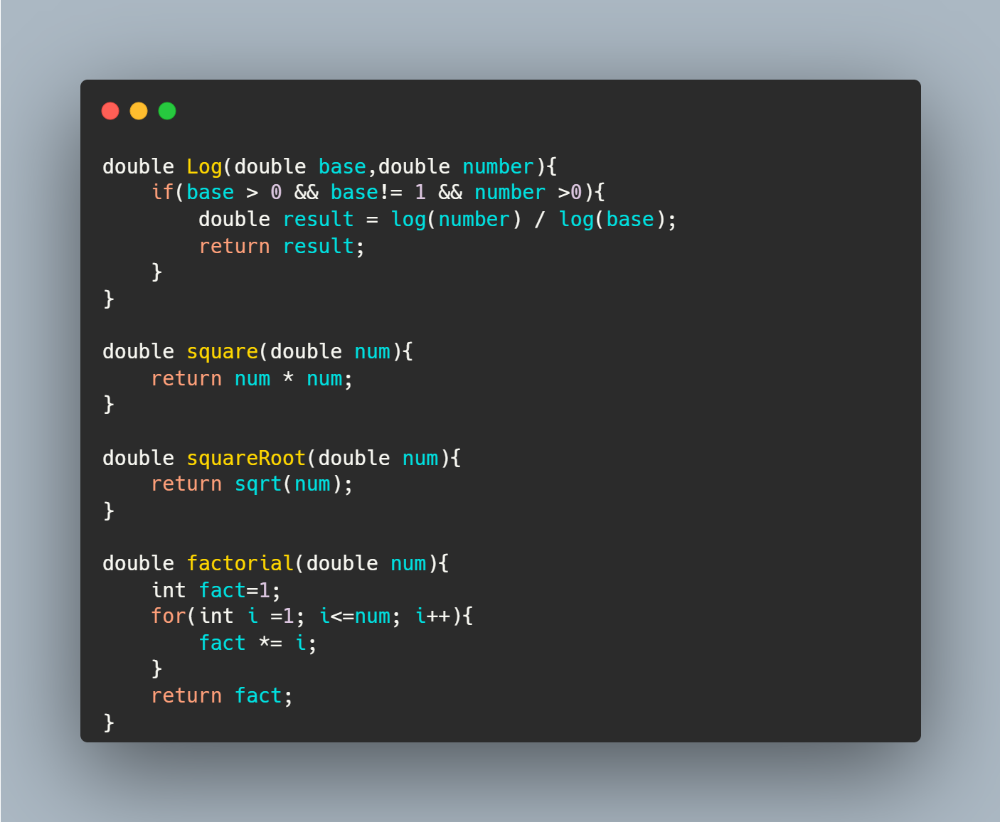 double Log(double base,double number){
    if(base > 0 && base!= 1 && number >0){
        double result = log(number) / log(base);
        return result;
    }
}

double square(double num){
    return num * num;
}

double squareRoot(double num){
    return sqrt(num);
}

double factorial(double num){
    int fact=1;
    for(int i =1; i<=num; i++){
        fact *= i;
    }
    return fact;
}